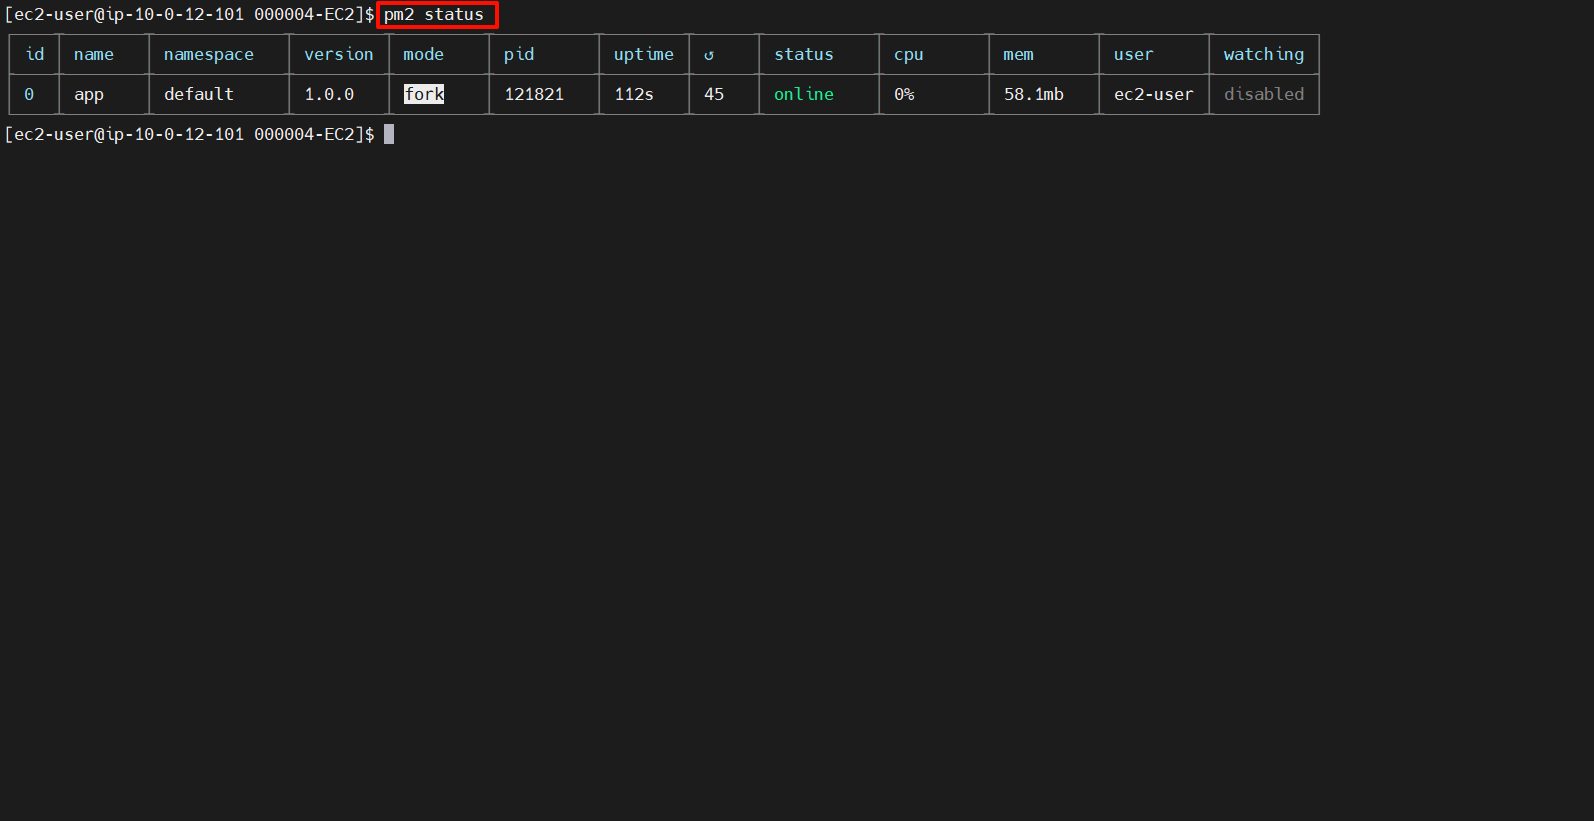 [ec2-user@ip-10-0-12-101 000004-EC2]$ pm2 status
id name namespace version mode pid uptime ↺ status cpu mem user watching
0 app default 1.0.0 fork 121821 112s 45 online 0% 58.1mb ec2-user disabled
[ec2-user@ip-10-0-12-101 000004-EC2]$